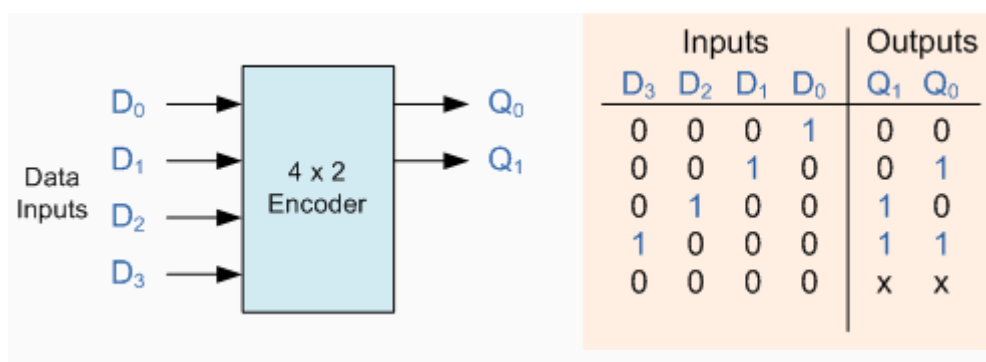 D₀
D₁
Data
Inputs
D₂
D₃
4 x 2
Encoder
Q₀
Q₁
Inputs Outputs
D₃ D₂ D₁ D₀ Q₁ Q₀
0 0 0 1 0 0
0 0 1 0 0 1
0 1 0 0 1 0
1 0 0 0 1 1
0 0 0 0 x x